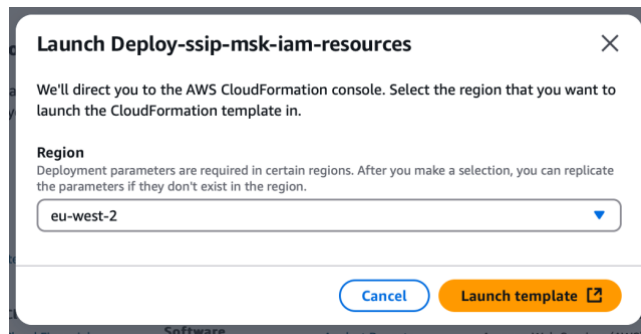 Launch Deploy-ssip-msk-iam-resources
We'll direct you to the AWS CloudFormation console. Select the region that you want to
launch the CloudFormation template in.
Region
Deployment parameters are required in certain regions. After you make a selection, you can replicate
the parameters if they don't exist in the region.
eu-west-2
Cancel
Launch template
Software